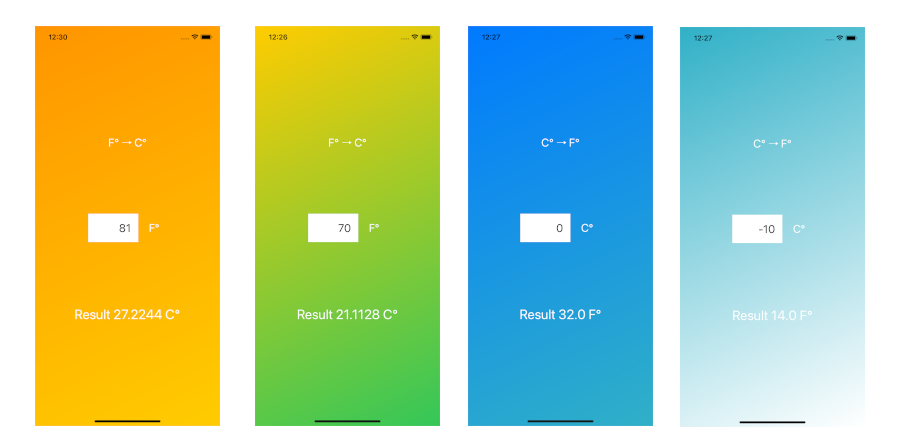 12:30
F° → C°
81 F°
Result 27.2244 C°
12:26
F° → C°
70 F°
Result 21.1128 C°
12:27
C° → F°
0 C°
Result 32.0 F°
12:27
C° → F°
-10 C°
Result 14.0 F°